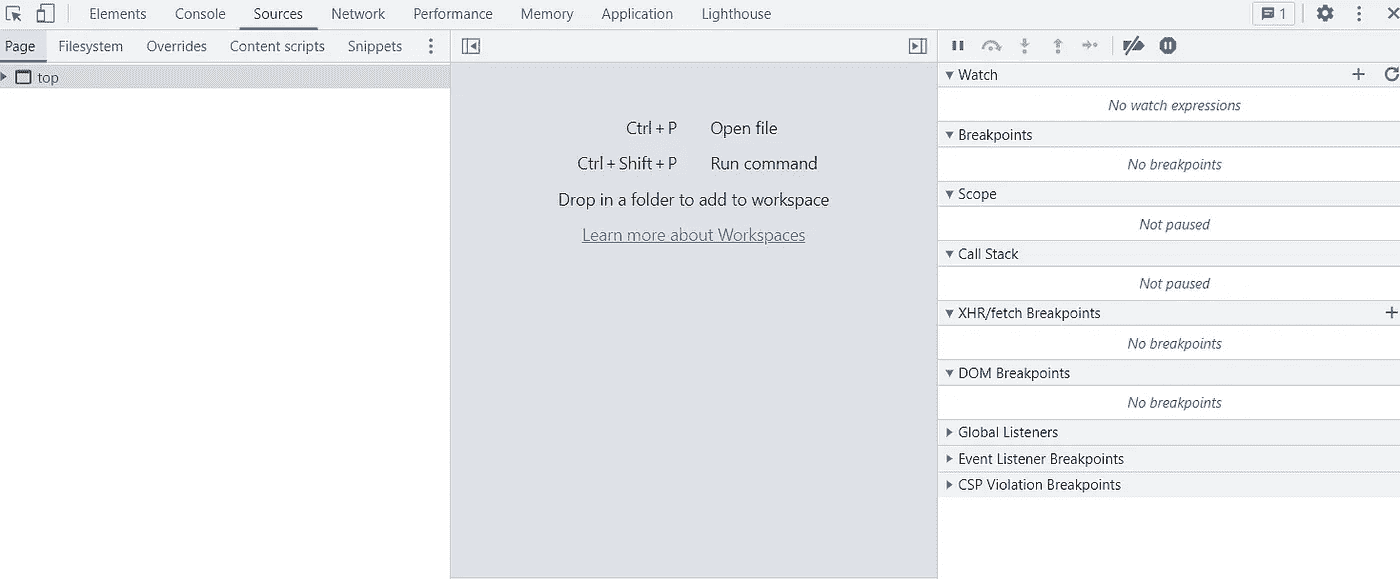 Elements Console Sources Network Performance Memory Application Lighthouse 1
Page Filesystem Overrides Content scripts Snippets
top
Ctrl + P Open file
Ctrl + Shift + P Run command
Drop in a folder to add to workspace
Learn more about Workspaces
Watch
No watch expressions
Breakpoints
No breakpoints
Scope
Not paused
Call Stack
Not paused
XHR/fetch Breakpoints
No breakpoints
DOM Breakpoints
No breakpoints
Global Listeners
Event Listener Breakpoints
CSP Violation Breakpoints